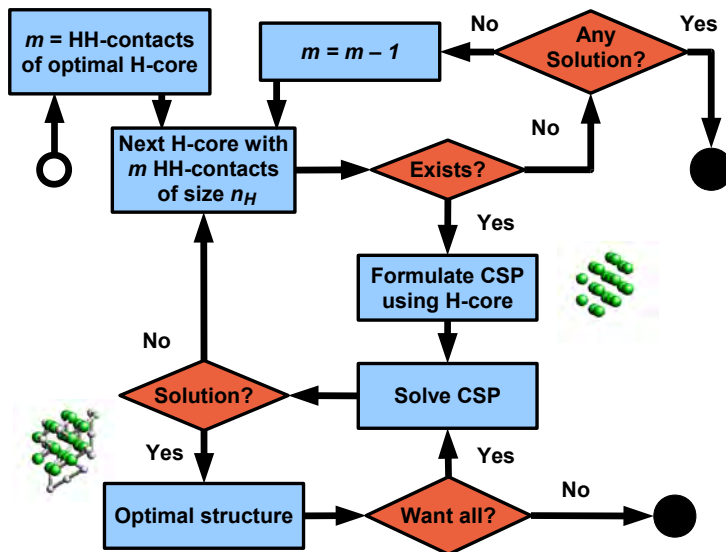 m = HH-contacts
of optimal H-core
m = m – 1
No
Any
Solution?
Yes
Next H-core with
m HH-contacts
of size nH
Exists?
No
Yes
Formulate CSP
using H-core
No
Solution?
Solve CSP
Yes
Yes
Optimal structure
Want all?
No